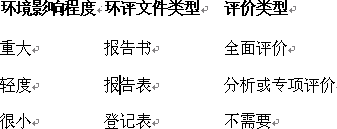 环境影响程度 环评文件类型 评价类型
重大 报告书 全面评价
轻度 报告表 分析或专项评价
很小 登记表 不需要